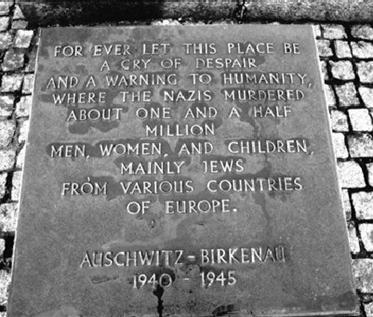 FOR EVER LET THIS PLACE BE
A CRY OF DESPAIR
AND A WARNING TO HUMANITY,
WHERE THE NAZIS MURDERED
ABOUT ONE AND A HALF
MILLION
MEN, WOMEN, AND CHILDREN,
MAINLY JEWS
FROM VARIOUS COUNTRIES
OF EUROPE.
AUSCHWITZ - BIRKENAU
1940 - 1945